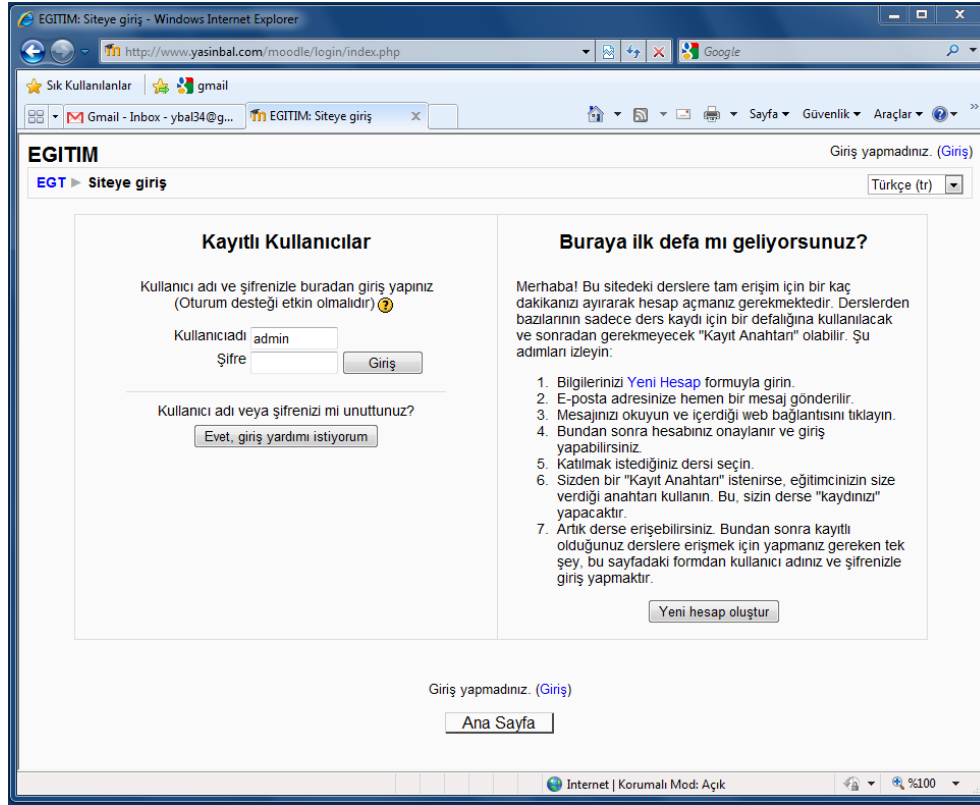 EGITIM: Siteye giriş - Windows Internet Explorer
http://www.yasinbal.com/moodle/login/index.php
Google
Sık Kullanılanlar
gmail
Gmail - Inbox - ybal34@g...
EGITIM: Siteye giriş
Sayfa
Güvenlik
Araçlar
EGITIM
Giriş yapmadınız. (Giriş)
EGT ► Siteye giriş
Türkçe (tr)
Kayıtlı Kullanıcılar
Kullanıcı adı ve şifrenizle buradan giriş yapınız
(Oturum desteği etkin olmalıdır)
Kullanıcıadı admin
Şifre
Giriş
Kullanıcı adı veya şifrenizi mi unuttunuz?
Evet, giriş yardımı istiyorum
Buraya ilk defa mı geliyorsunuz?
Merhaba! Bu sitedeki derslere tam erişim için bir kaç
dakikanızı ayırarak hesap açmanız gerekmektedir. Derslerden
bazılarının sadece ders kaydı için bir defalığına kullanılacak
ve sonradan gerekmeyecek "Kayıt Anahtarı" olabilir. Şu
adımları izleyin:
1. Bilgilerinizi Yeni Hesap formuyla girin.
2. E-posta adresinize hemen bir mesaj gönderilir.
3. Mesajınızı okuyun ve içerdiği web bağlantısını tıklayın.
4. Bundan sonra hesabınız onaylanır ve giriş
yapabilirsiniz.
5. Katılmak istediğiniz dersi seçin.
6. Sizden bir "Kayıt Anahtarı" istenirse, eğitimcinizin size
verdiği anahtarı kullanın. Bu, sizin derse "kaydınızı"
yapacaktır.
7. Artık derse erişebilirsiniz. Bundan sonra kayıtlı
olduğunuz derslere erişmek için yapmanız gereken tek
şey, bu sayfadaki formdan kullanıcı adınız ve şifrenizle
giriş yapmaktır.
Yeni hesap oluştur
Giriş yapmadınız. (Giriş)
Ana Sayfa
Internet | Korumalı Mod: Açık
%100